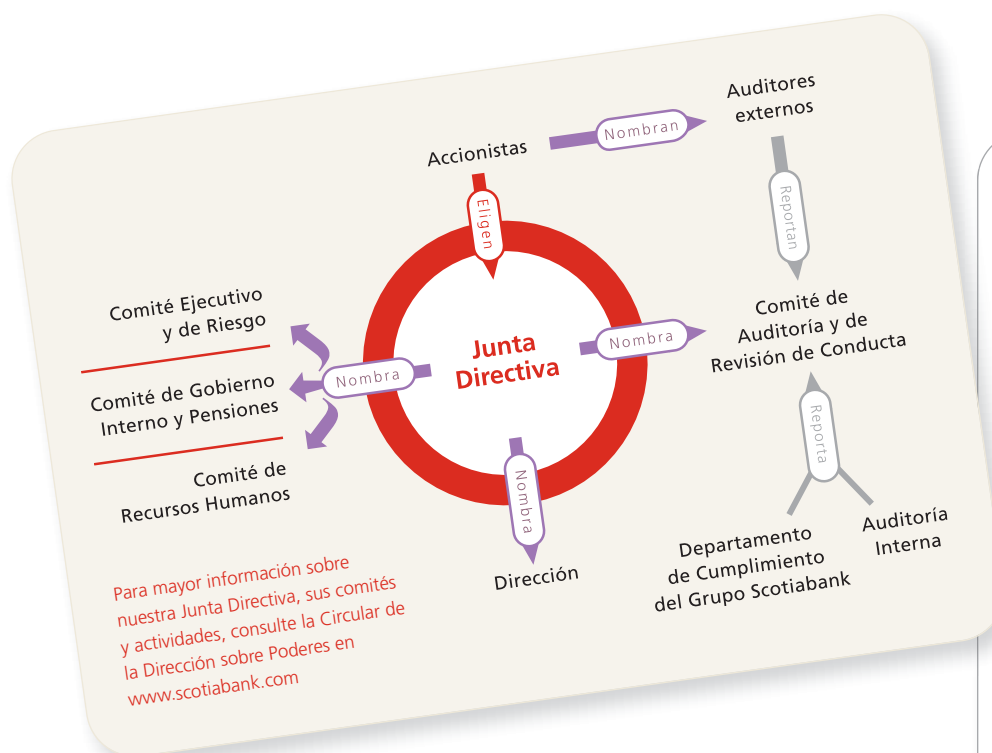 Auditores
externos
Nombran
Accionistas
Eligen
Reportan
Comité Ejecutivo
y de Riesgo
Comité de Gobierno
Interno y Pensiones
Comité de
Recursos Humanos
Nombra
Junta
Directiva
Nombra
Comité de
Auditoría y de
Revisión de Conducta
Nombra
Reporta
Dirección
Departamento
de Cumplimiento
del Grupo Scotiabank
Auditoría
Interna
Para mayor información sobre
nuestra Junta Directiva, sus comités
y actividades, consulte la Circular de
la Dirección sobre Poderes en
www.scotiabank.com